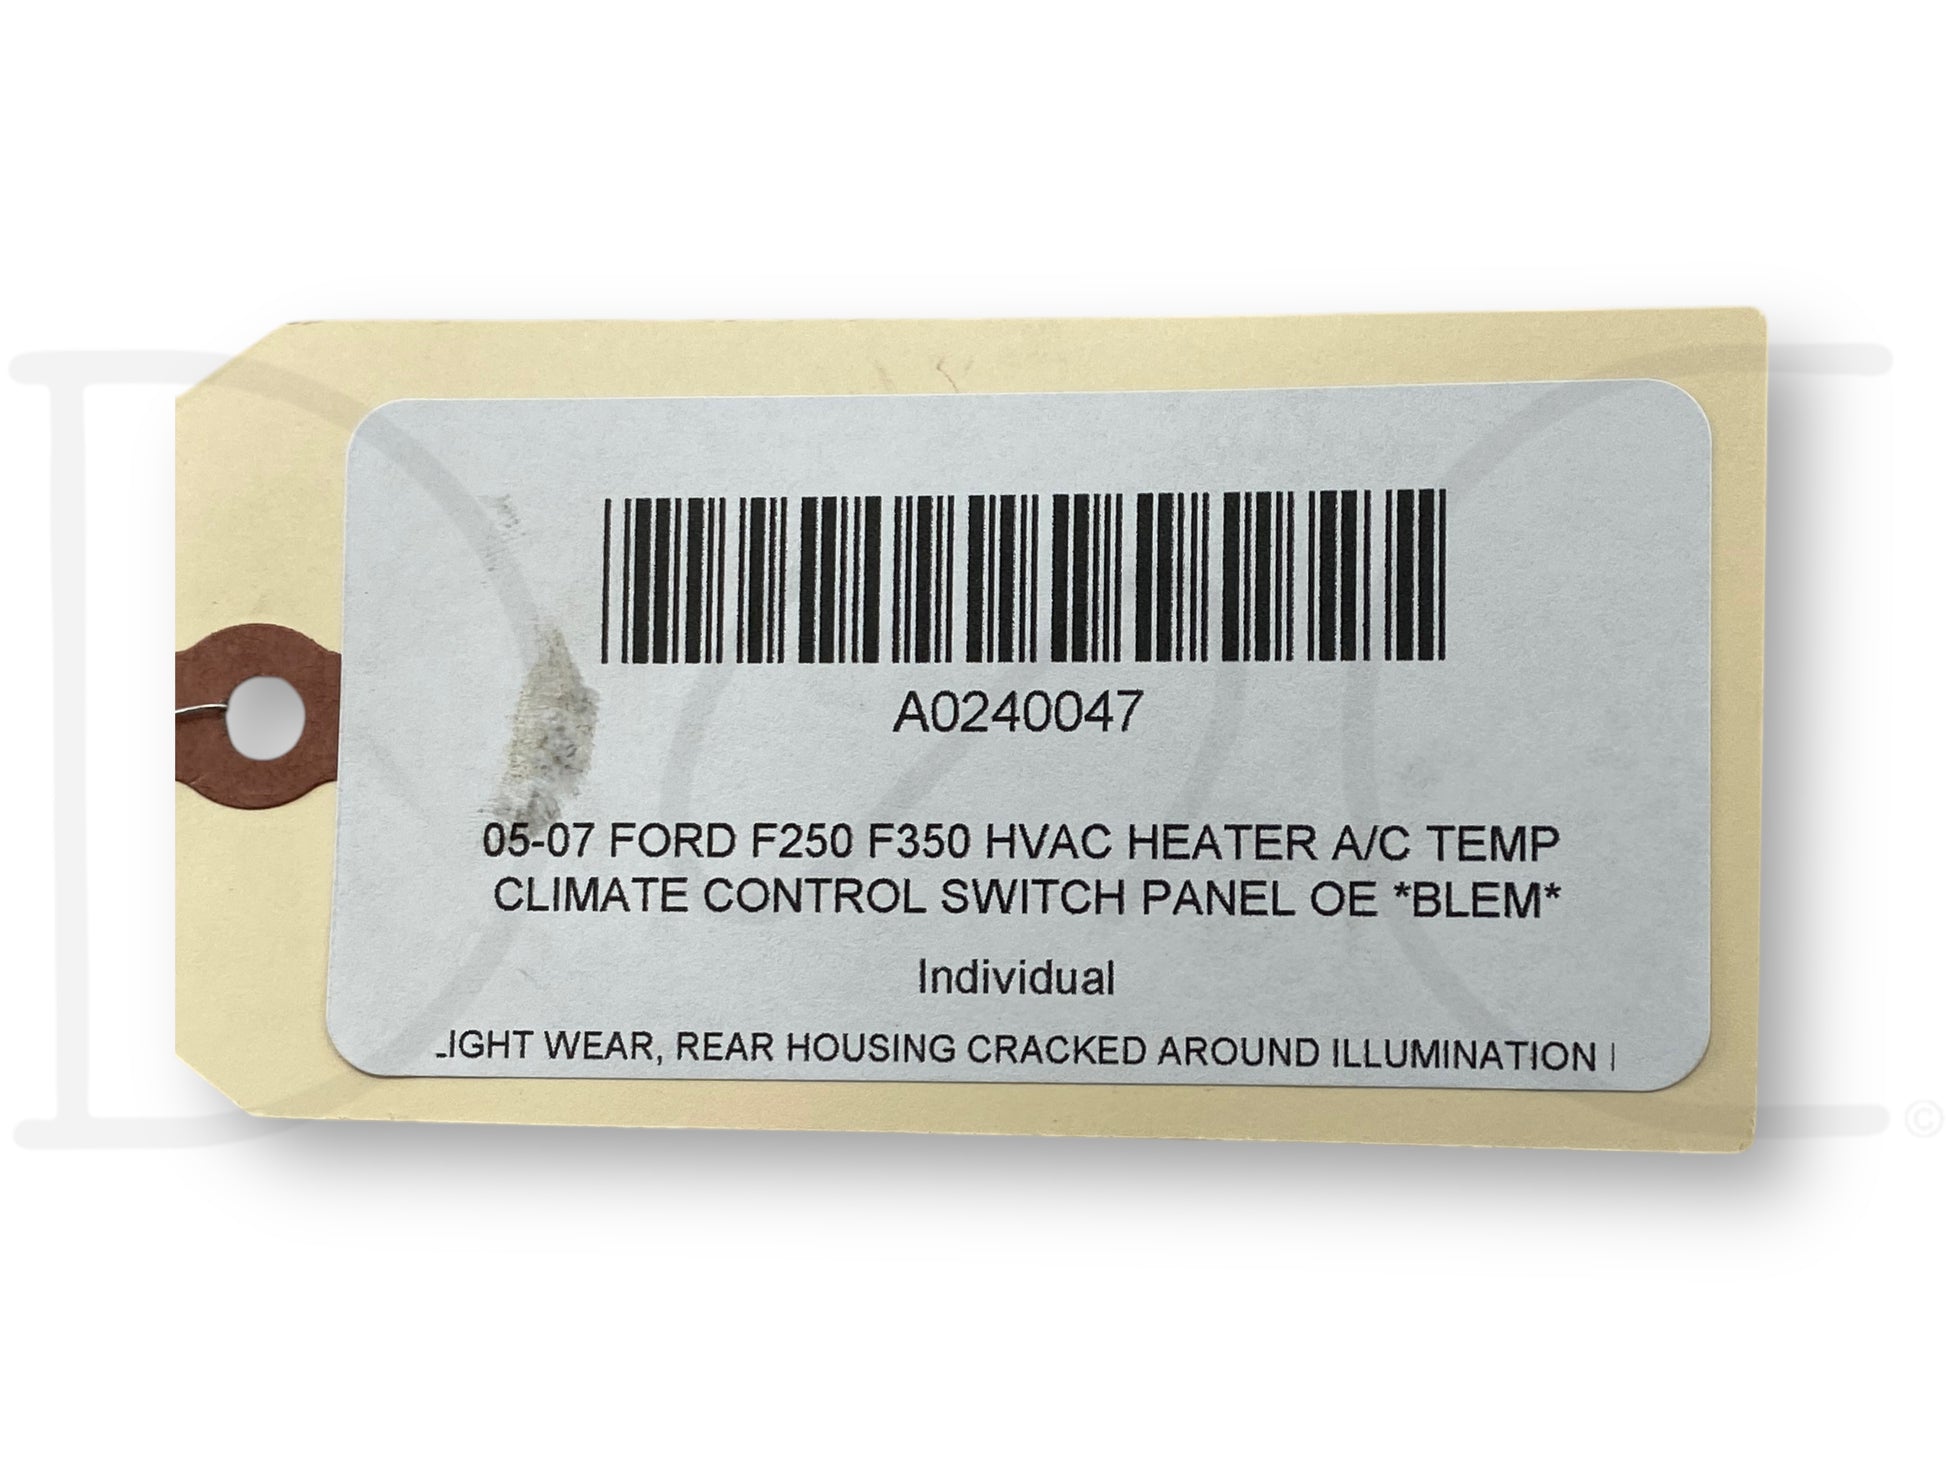 A0240047
05-07 FORD F250 F350 HVAC HEATER A/C TEMP
CLIMATE CONTROL SWITCH PANEL OE *BLEM*
Individual
LIGHT WEAR, REAR HOUSING CRACKED AROUND ILLUMINATION
©